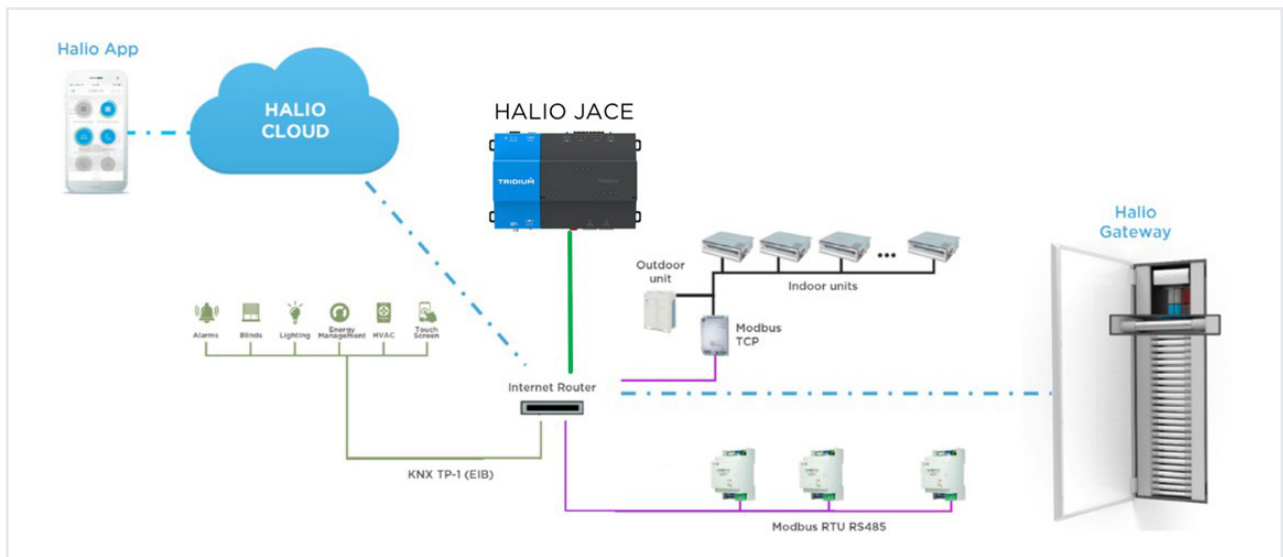 Halio App
HALIO
CLOUD
HALIO JACE
TRIDIUM
Halio
Gateway
Outdoor
unit
Indoor units
Modbus
TCP
Alarms
Blinds
Lighting
Energy
Management
HVAC
Touch
Screen
Internet Router
KNX TP-1 (EIB)
Modbus RTU RS485